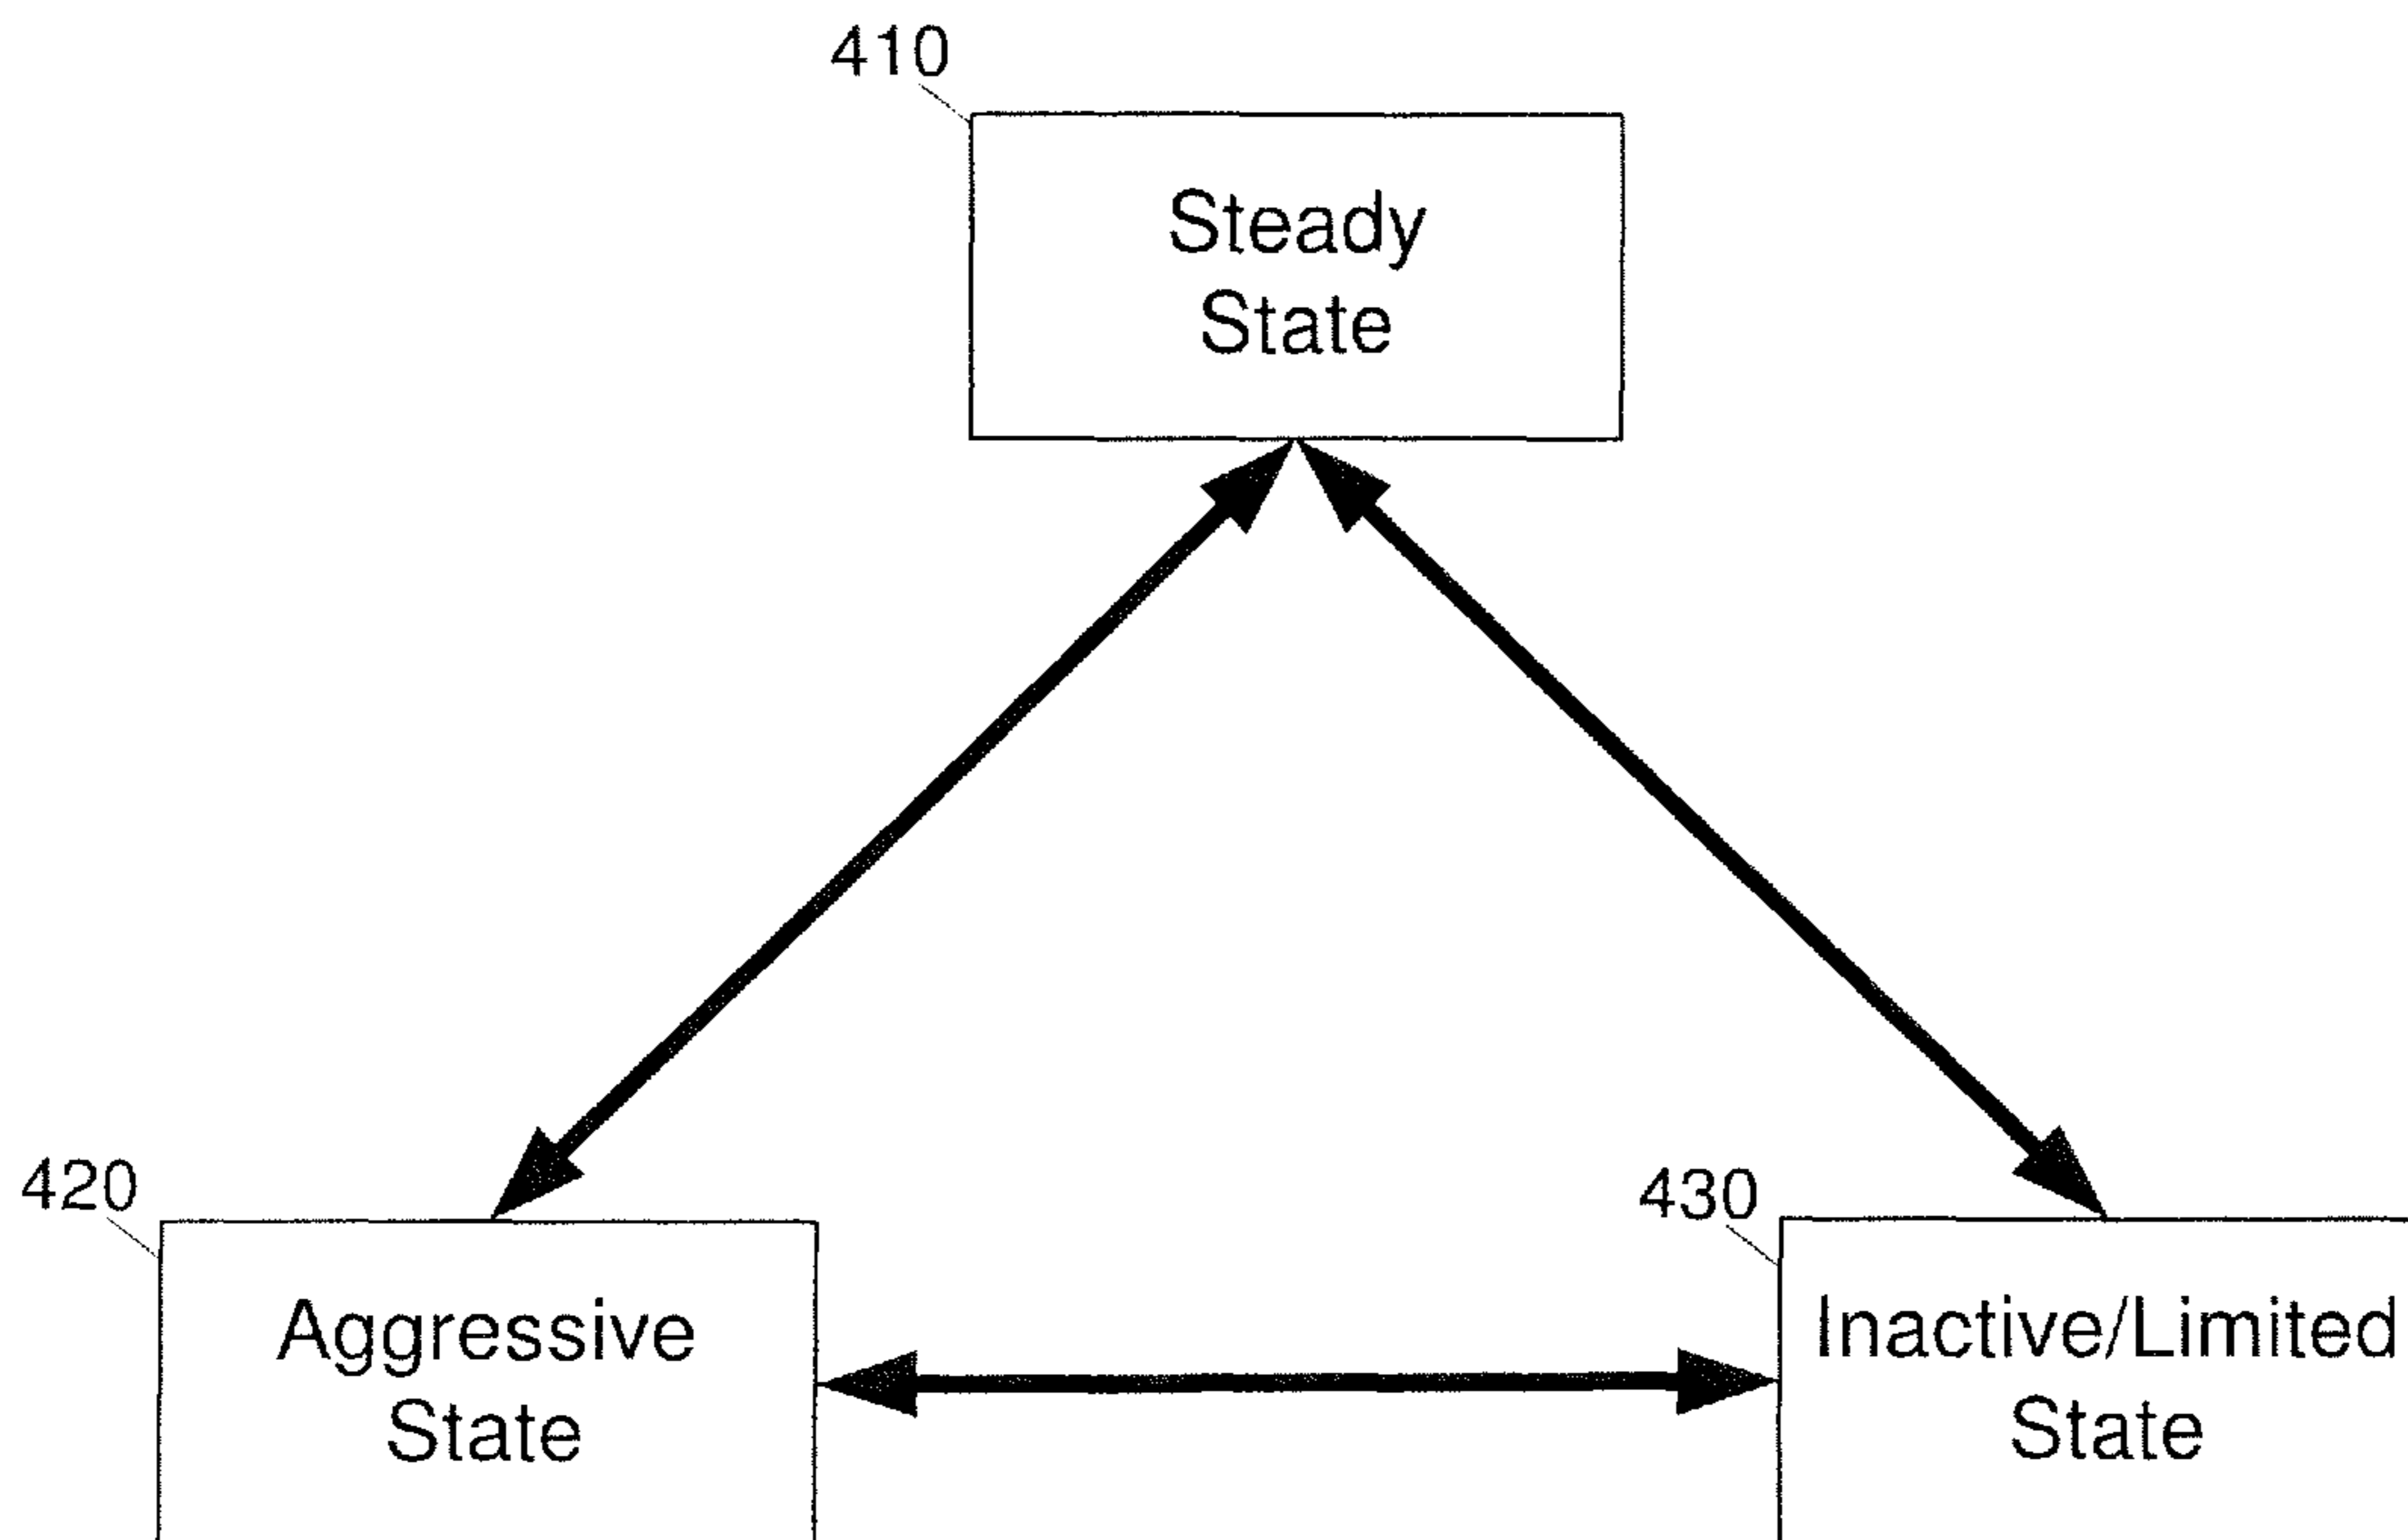 410
Steady
State
420
Aggressive
State
430
Inactive/Limited
State